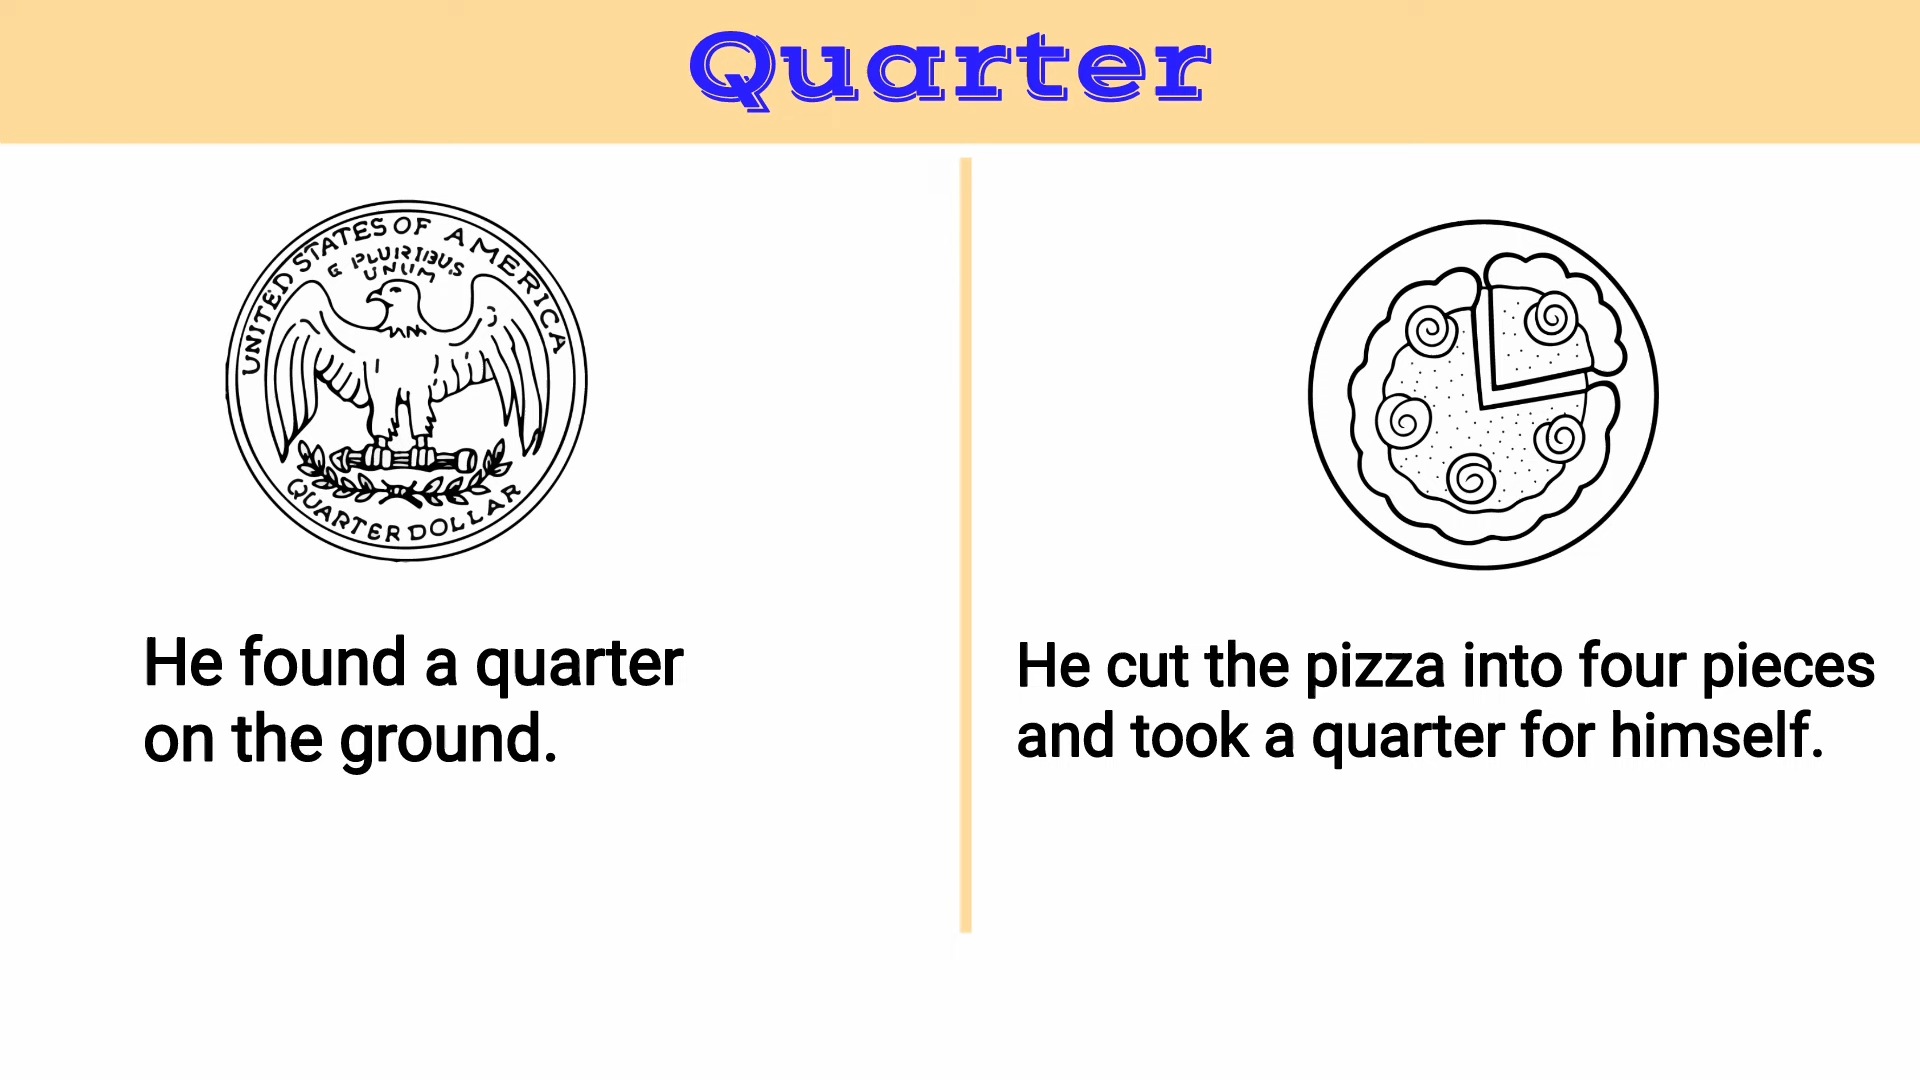 Quarter
UNITED STATES OF AMERICA
E PLURIBUS
UNUM
QUARTER DOLLAR
He found a quarter
on the ground.
He cut the pizza into four pieces
and took a quarter for himself.